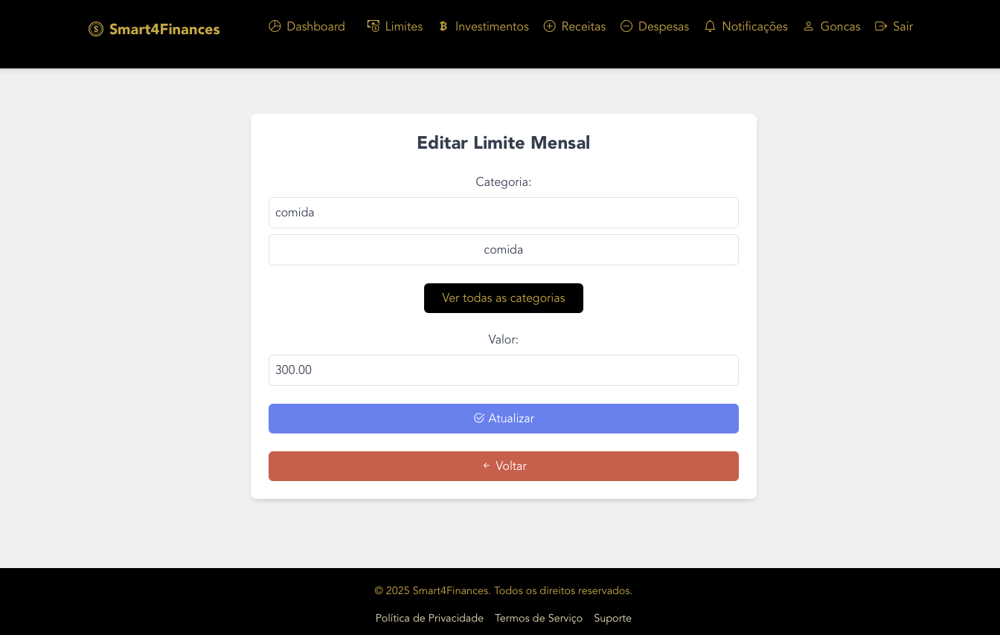 Smart4Finances
Dashboard Limites Investimentos Receitas Despesas Notificações Goncas Sair
Editar Limite Mensal
Categoria:
comida
comida
Ver todas as categorias
Valor:
300.00
Atualizar
Voltar
© 2025 Smart4Finances. Todos os direitos reservados.
Política de Privacidade Termos de Serviço Suporte